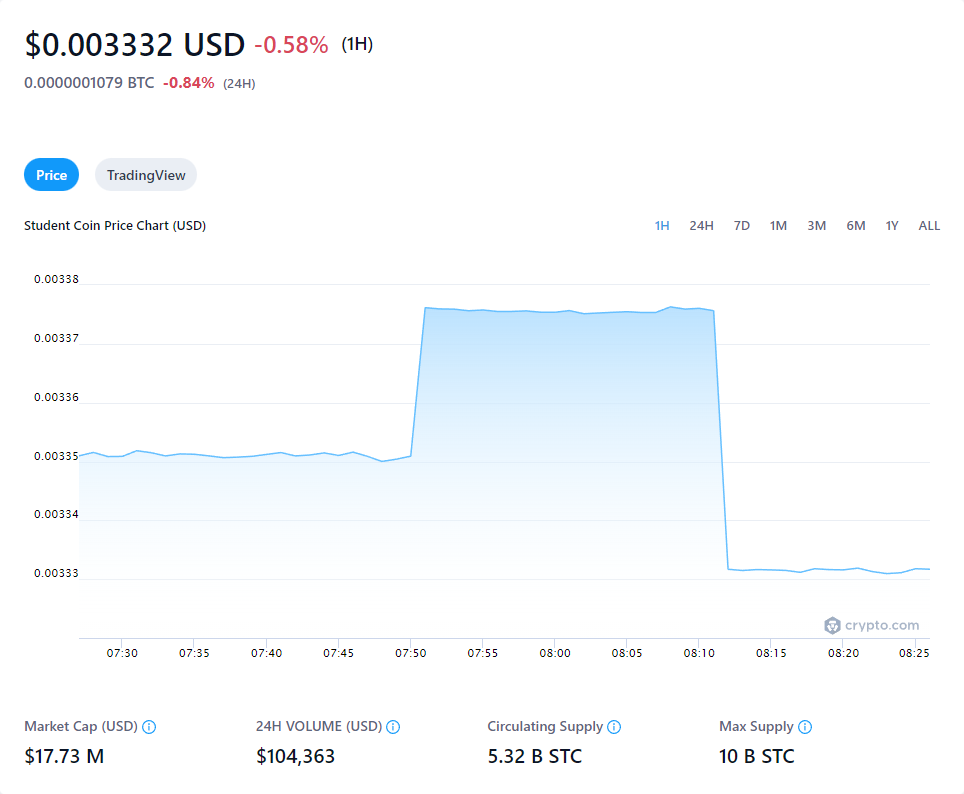 $0.003332 USD -0.58% (1H)
0.0000001079 BTC -0.84% (24H)
Price TradingView
Student Coin Price Chart (USD) 1H 24H 7D 1M 3M 6M 1Y ALL
0.00338
0.00337
0.00336
0.00335
0.00334
0.00333
crypto.com
07:30 07:35 07:40 07:45 07:50 07:55 08:00 08:05 08:10 08:15 08:20 08:25
Market Cap (USD) 24H VOLUME (USD) Circulating Supply Max Supply
$17.73 M $104,363 5.32 B STC 10 B STC